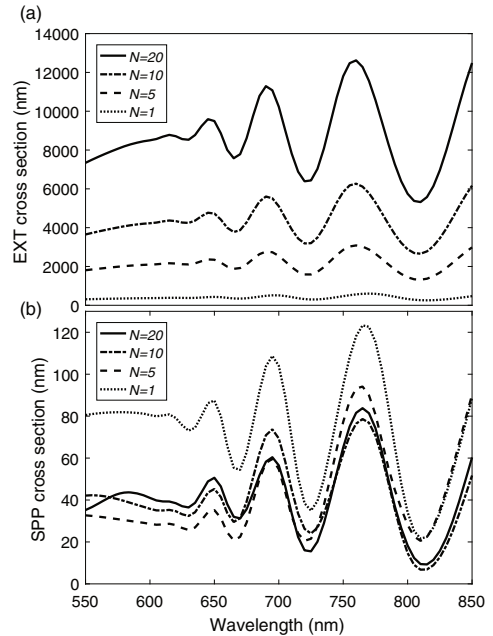 (a)
14000
12000
10000
8000
6000
4000
2000
0
EXT cross section (nm)
N=20
N=10
N=5
N=1
(b)
120
100
80
60
40
20
0
SPP cross section (nm)
N=20
N=10
N=5
N=1
550 600 650 700 750 800 850
Wavelength (nm)